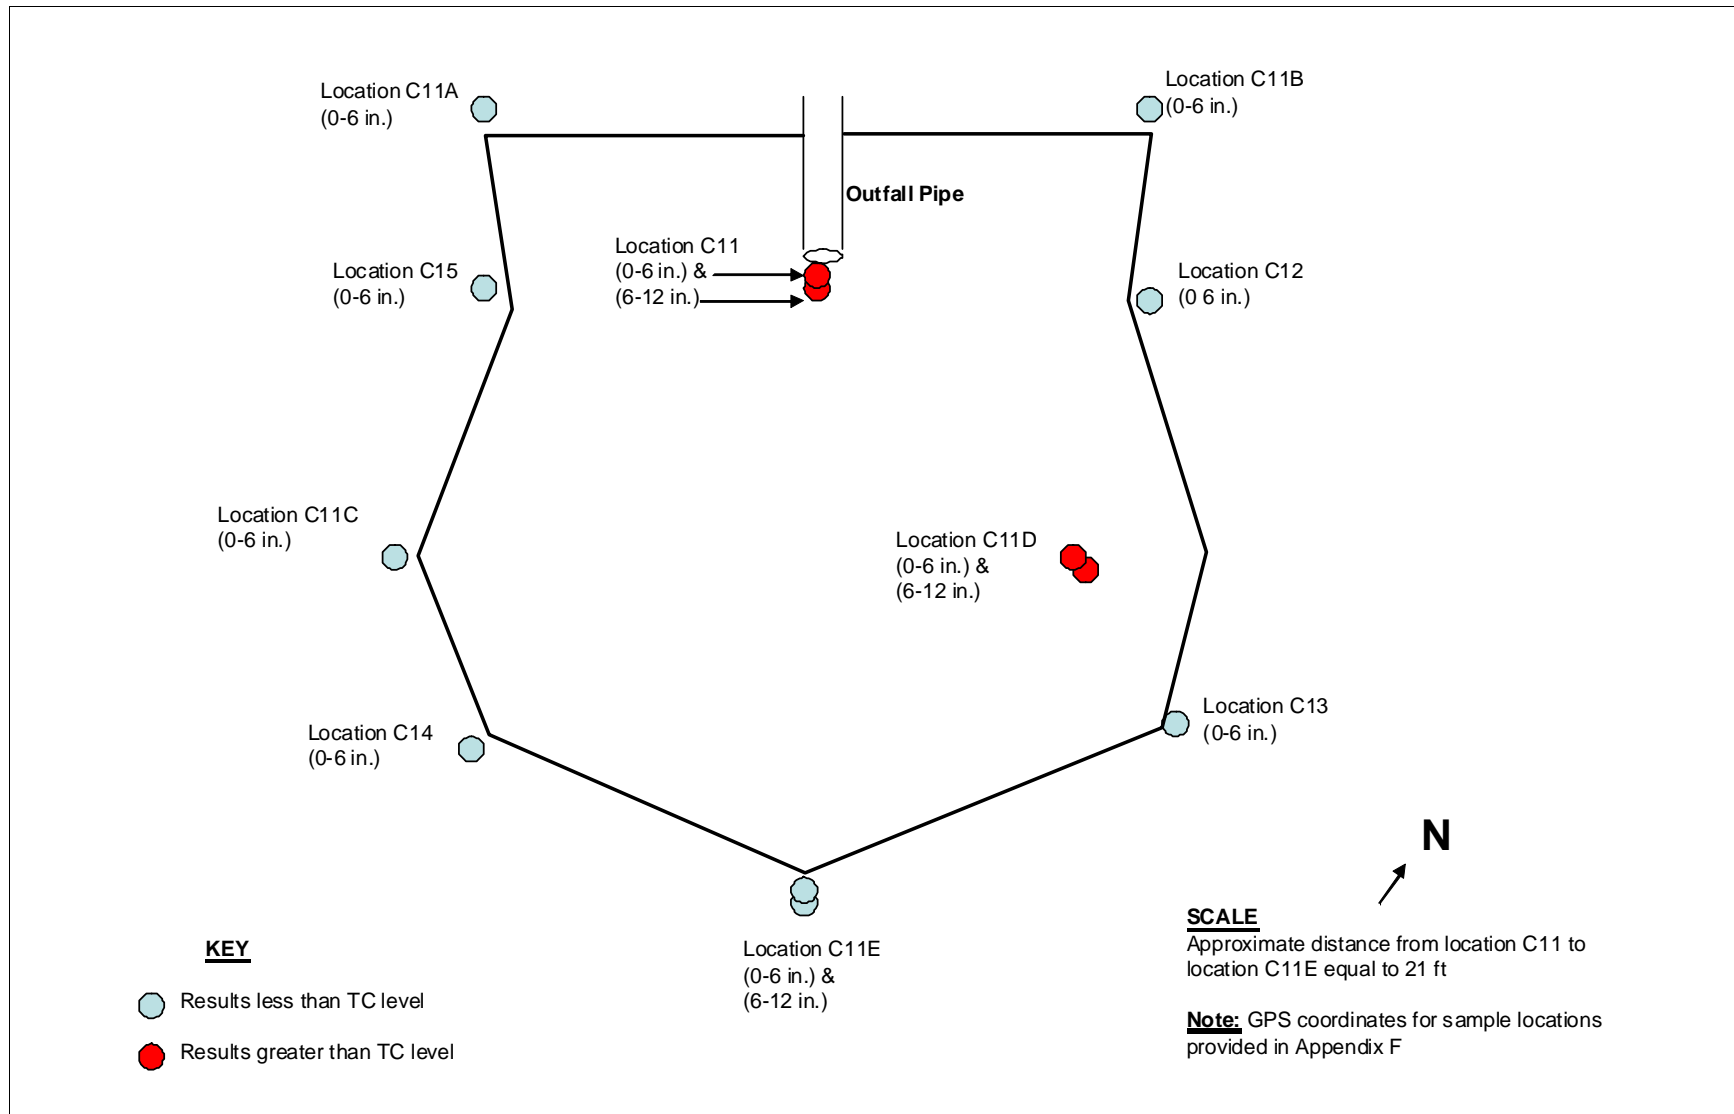 Location C11A
(0-6 in.)
Location C11B
(0-6 in.)
Outfall Pipe
Location C11
(0-6 in.) &
(6-12 in.)
Location C15
(0-6 in.)
Location C12
(0 6 in.)
Location C11C
(0-6 in.)
Location C11D
(0-6 in.) &
(6-12 in.)
Location C14
(0-6 in.)
Location C13
(0-6 in.)
N
Location C11E
(0-6 in.) &
(6-12 in.)
KEY
Results less than TC level
Results greater than TC level
SCALE
Approximate distance from location C11 to
location C11E equal to 21 ft
Note: GPS coordinates for sample locations
provided in Appendix F